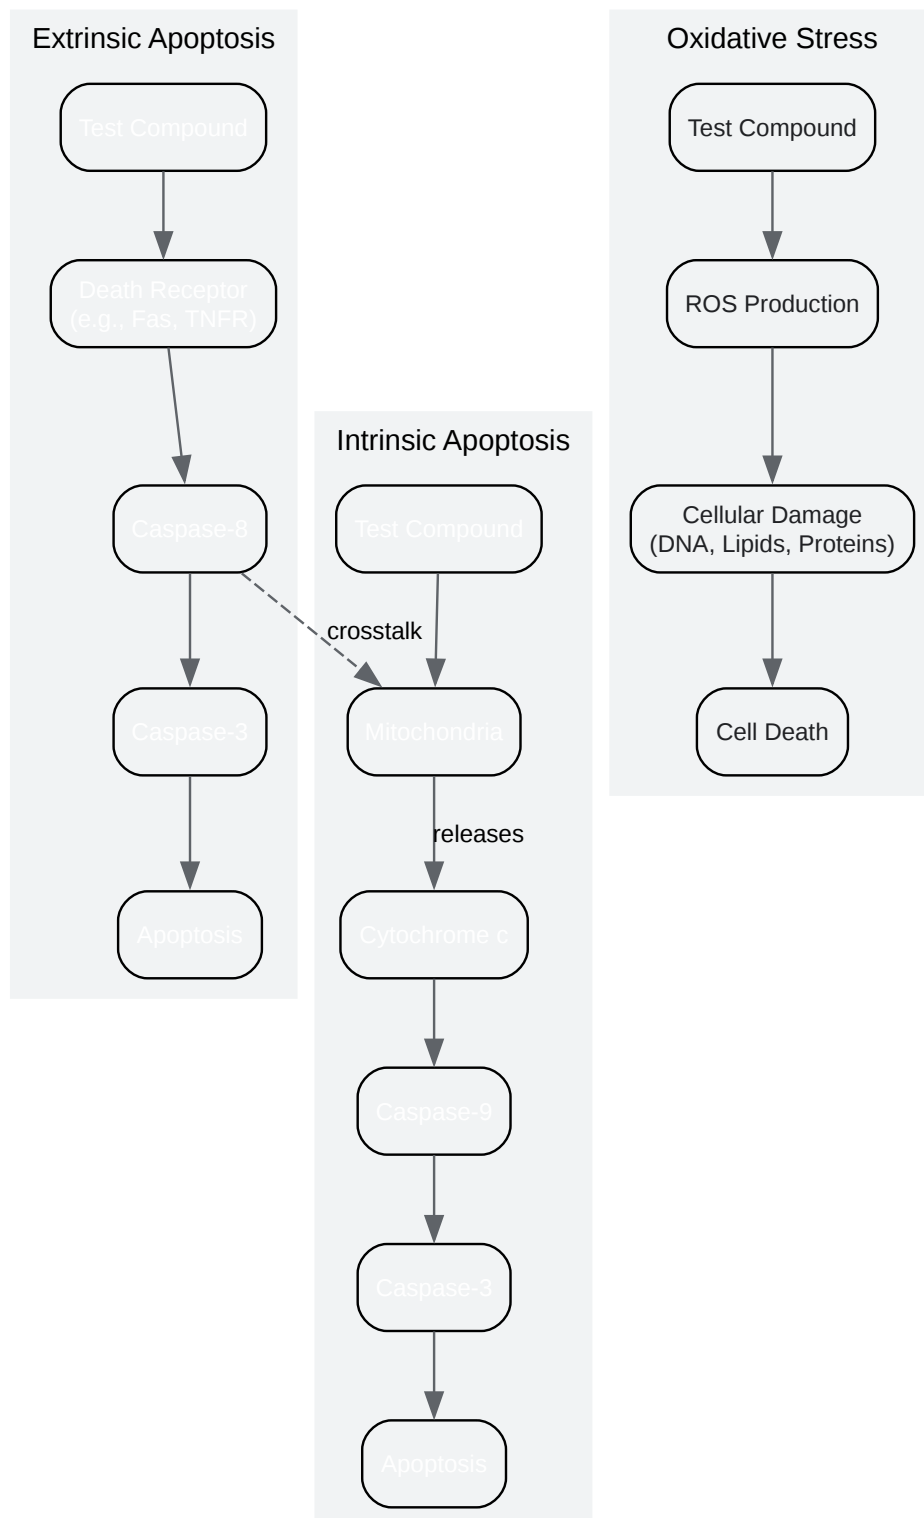 Extrinsic Apoptosis
Test Compound
Death Receptor
(e.g., Fas, TNFR)
Caspase-8
Caspase-3
Apoptosis
Intrinsic Apoptosis
Test Compound
crosstalk
Mitochondria
releases
Cytochrome c
Caspase-9
Caspase-3
Apoptosis
Oxidative Stress
Test Compound
ROS Production
Cellular Damage
(DNA, Lipids, Proteins)
Cell Death